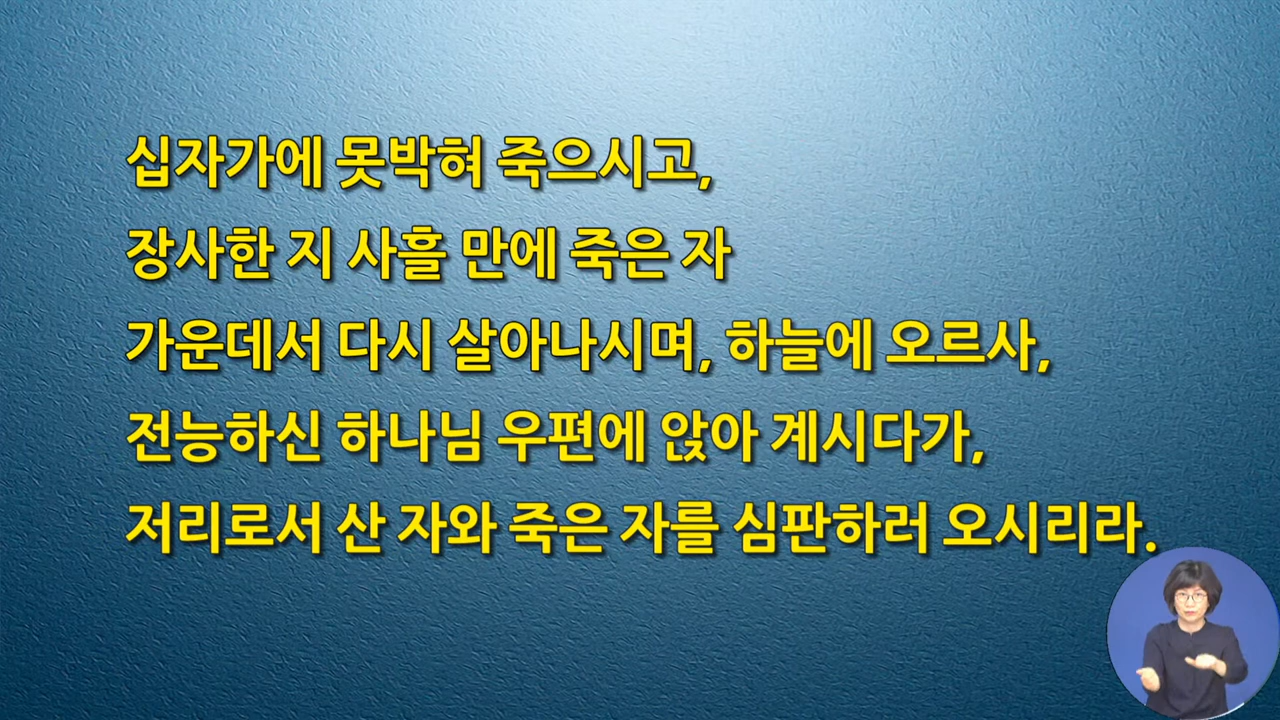 십자가에 못박혀 죽으시고,
장사한 지 사흘 만에 죽은 자
가운데서 다시 살아나시며, 하늘에 오르사,
전능하신 하나님 우편에 앉아 계시다가,
저리로서 산 자와 죽은 자를 심판하러 오시리라.